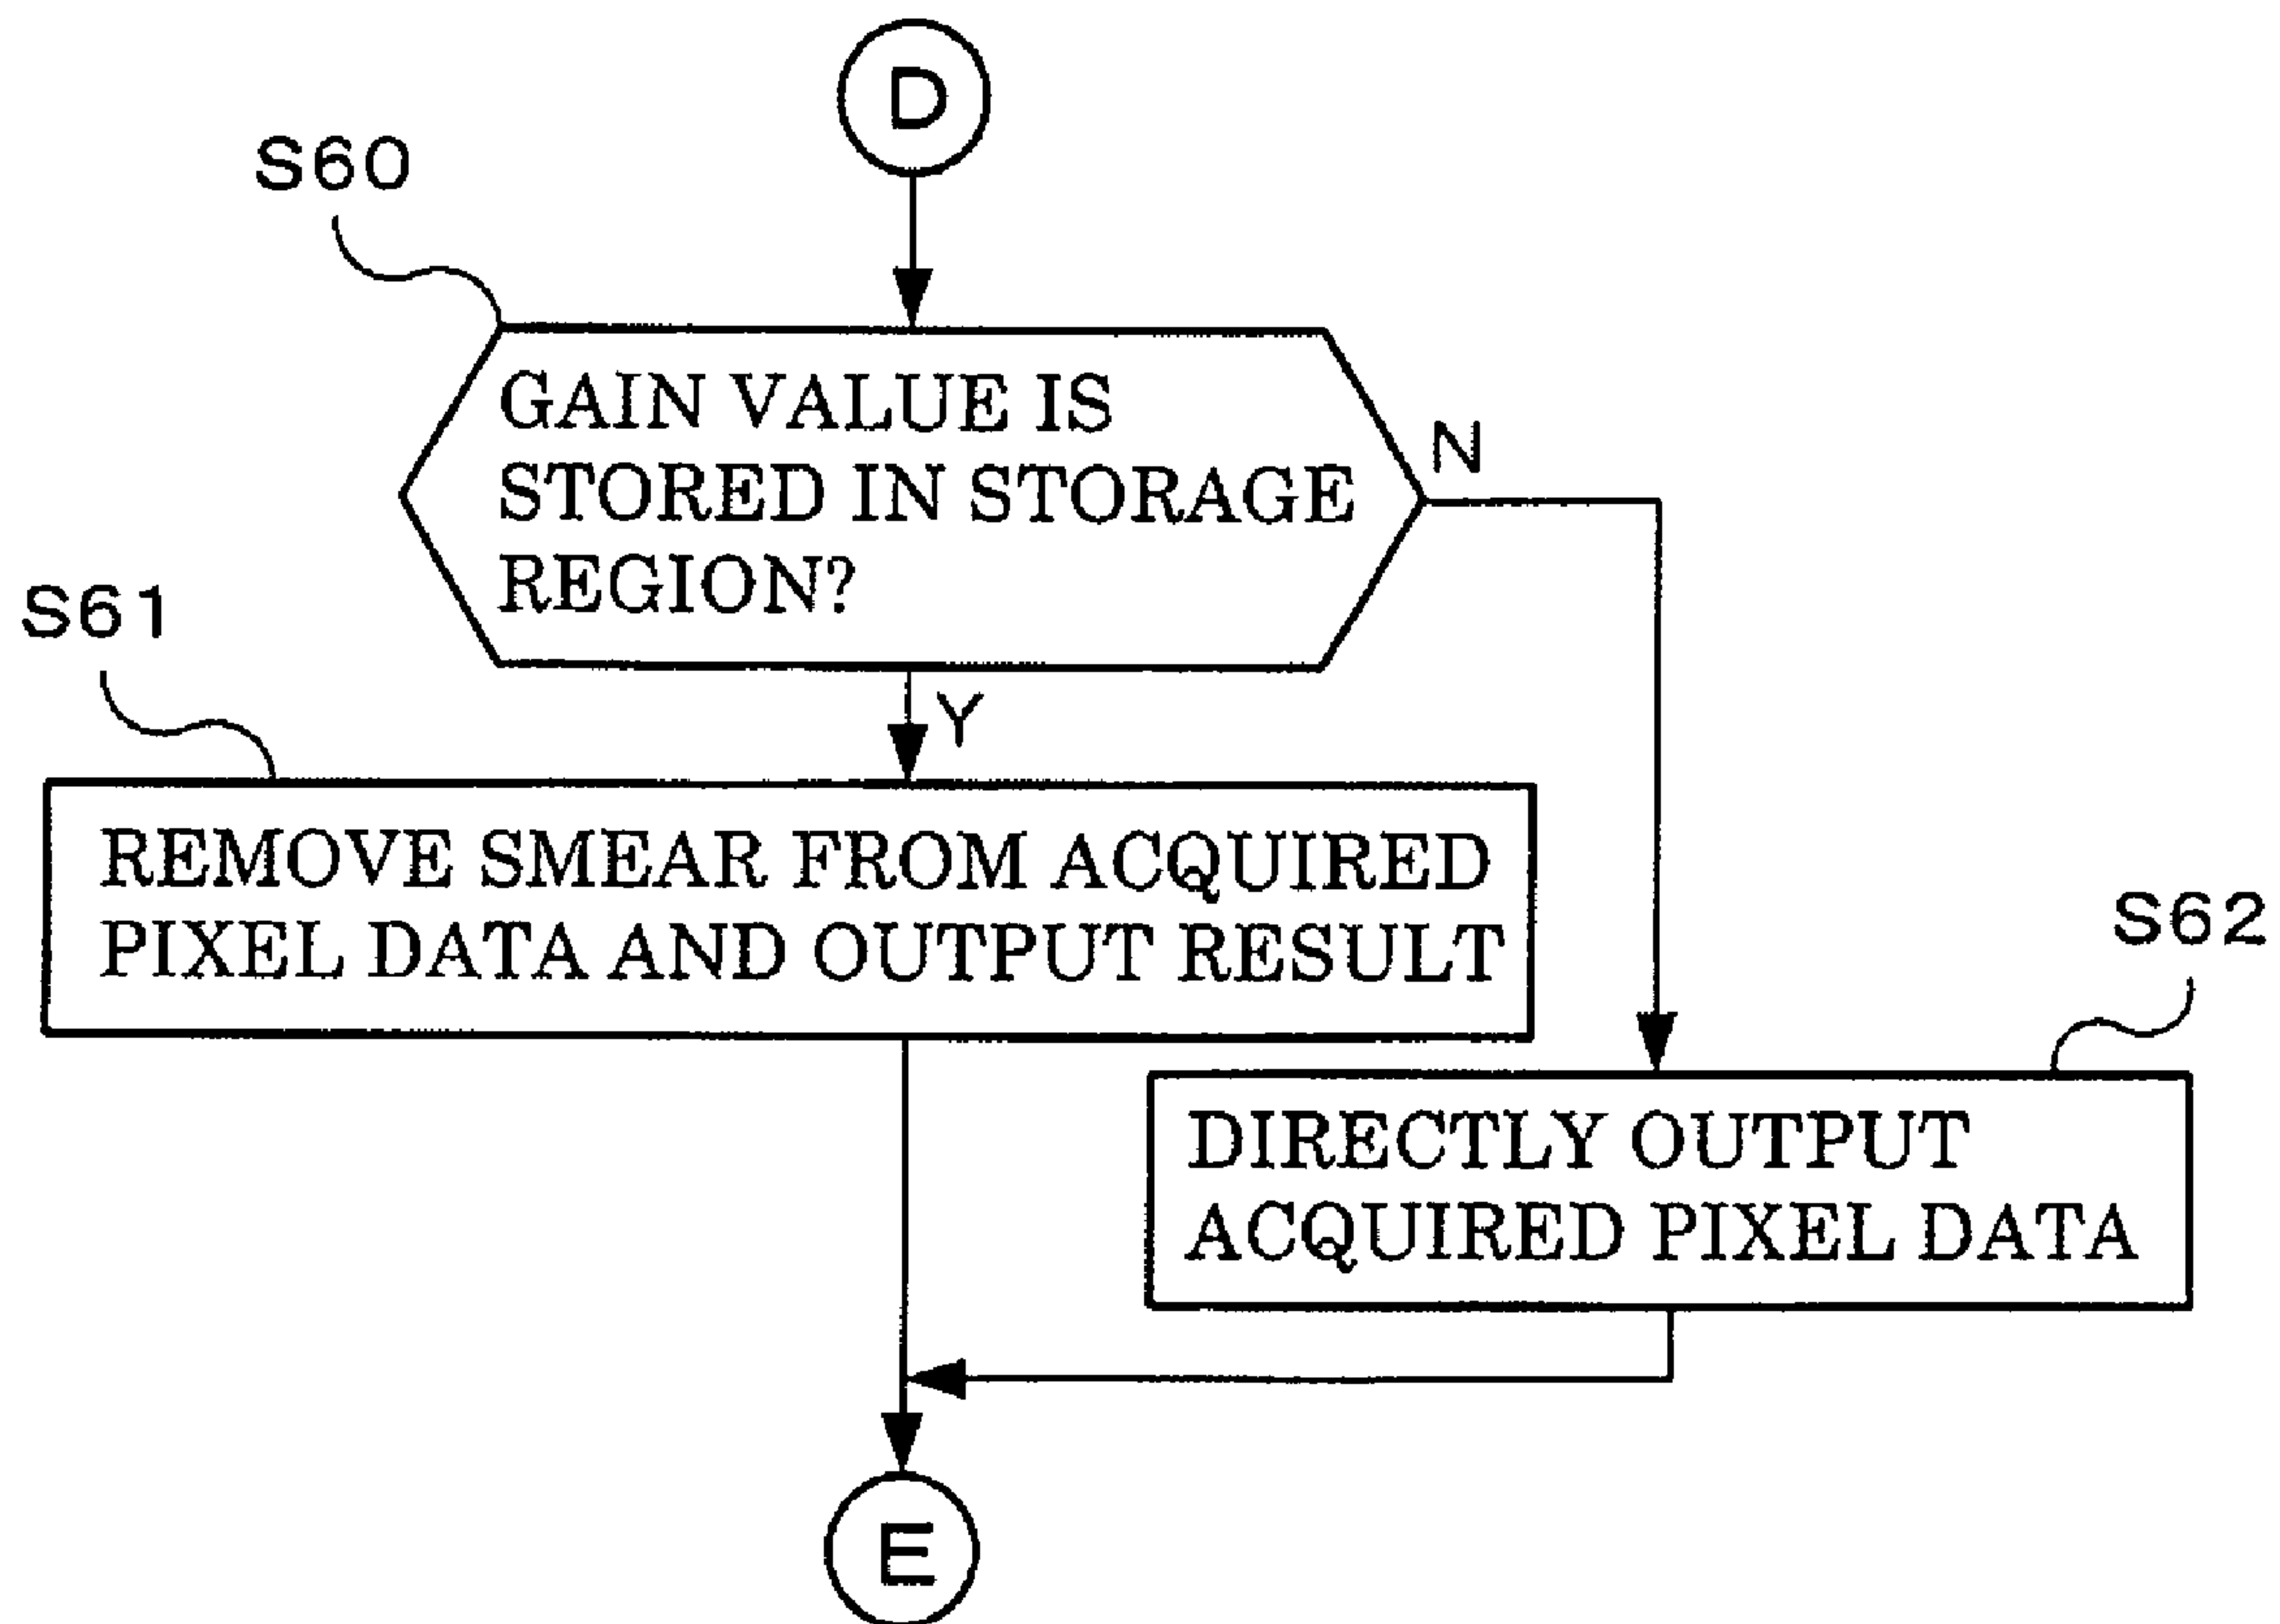 D
S60
GAIN VALUE IS
STORED IN STORAGE
REGION?
N
S61
Y
REMOVE SMEAR FROM ACQUIRED
PIXEL DATA AND OUTPUT RESULT
S62
DIRECTLY OUTPUT
ACQUIRED PIXEL DATA
E